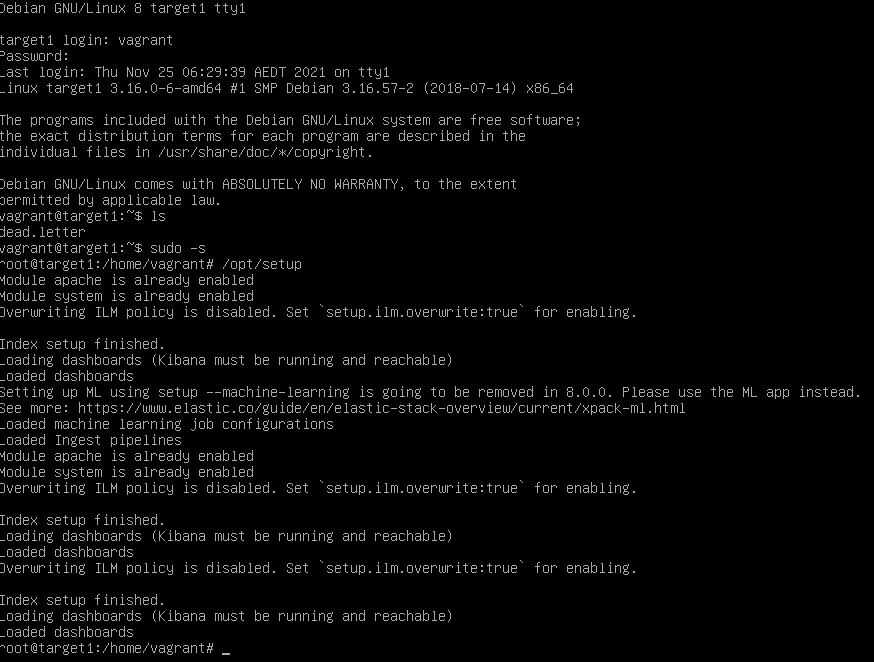 Debian GNU/Linux 8 target1 tty1
target1 login: vagrant
Password:
Last login: Thu Nov 25 06:29:39 AEDT 2021 on tty1
Linux target1 3.16.0-6-amd64 #1 SMP Debian 3.16.57-2 (2018-07-14) x86_64
The programs included with the Debian GNU/Linux system are free software;
the exact distribution terms for each program are described in the
individual files in /usr/share/doc/*/copyright.
Debian GNU/Linux comes with ABSOLUTELY NO WARRANTY, to the extent
permitted by applicable law.
vagrant@target1:~$ ls
dead.letter
vagrant@target1:~$ sudo -s
root@target1:/home/vagrant# /opt/setup
Module apache is already enabled
Module system is already enabled
Overwriting ILM policy is disabled. Set `setup.ilm.overwrite:true` for enabling.
Index setup finished.
Loading dashboards (Kibana must be running and reachable)
Loaded dashboards
Setting up ML using setup --machine-learning is going to be removed in 8.0.0. Please use the ML app instead.
See more: https://www.elastic.co/guide/en/elastic-stack-overview/current/xpack-ml.html
Loaded machine learning job configurations
Loaded Ingest pipelines
Module apache is already enabled
Module system is already enabled
Overwriting ILM policy is disabled. Set `setup.ilm.overwrite:true` for enabling.
Index setup finished.
Loading dashboards (Kibana must be running and reachable)
Loaded dashboards
Overwriting ILM policy is disabled. Set `setup.ilm.overwrite:true` for enabling.
Index setup finished.
Loading dashboards (Kibana must be running and reachable)
Loaded dashboards
root@target1:/home/vagrant# _